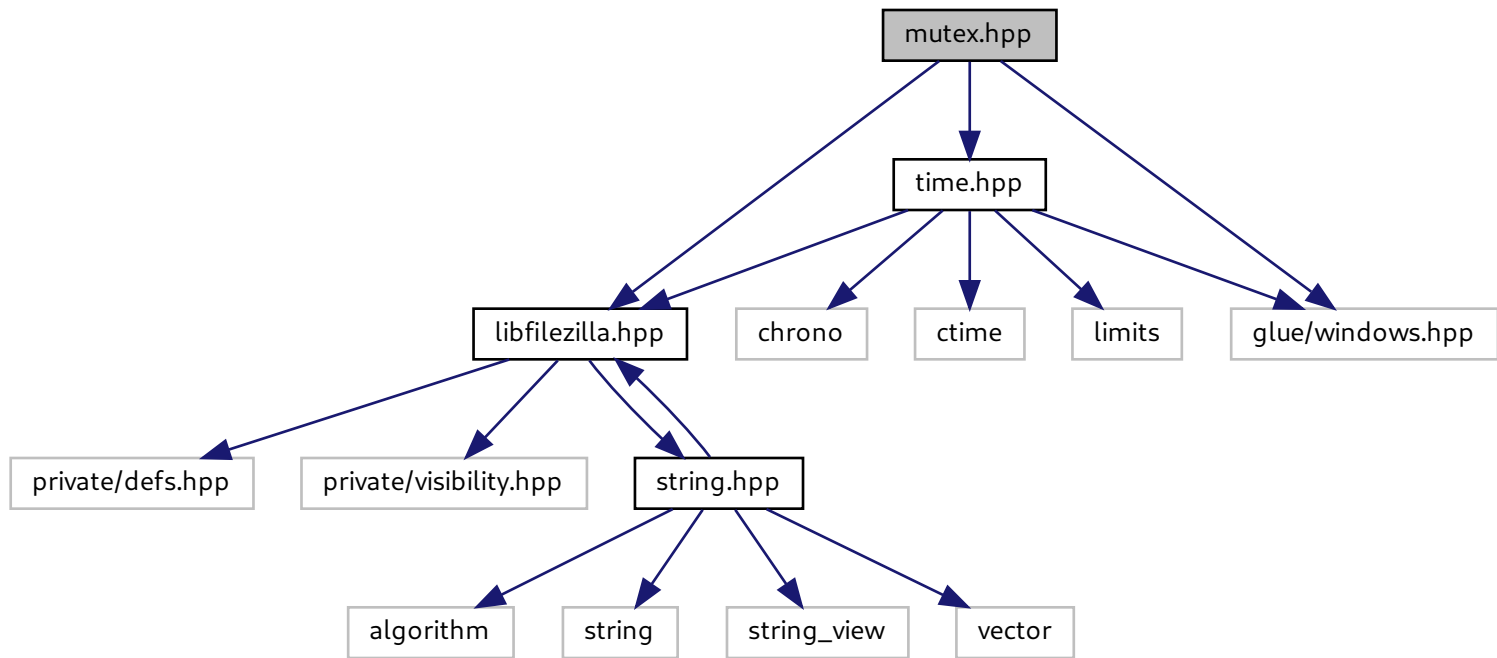 mutex.hpp
time.hpp
libfilezilla.hpp
chrono
ctime
limits
glue/windows.hpp
private/defs.hpp
private/visibility.hpp
string.hpp
algorithm
string
string_view
vector